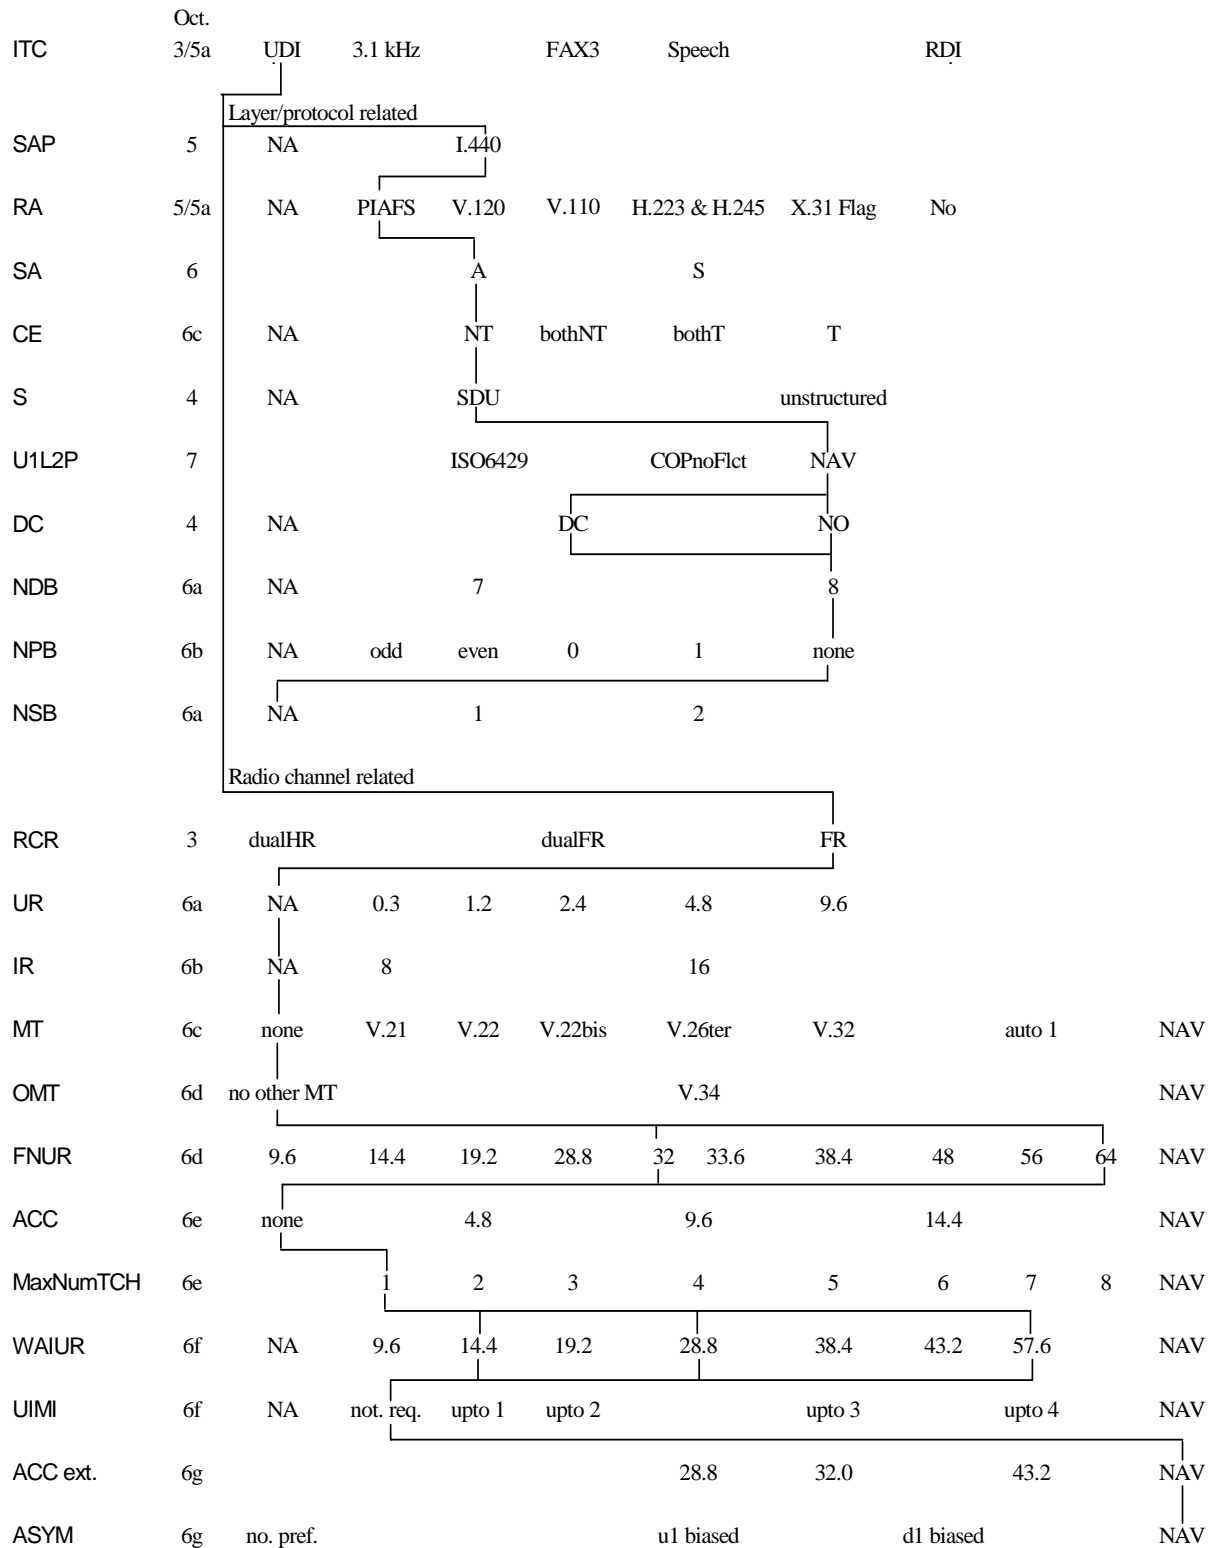 Oct.
ITC 3/5a UDI 3.1 kHz FAX3 Speech RDI
Layer/protocol related
SAP 5 NA I.440
RA 5/5a NA PIAFS V.120 V.110 H.223 & H.245 X.31 Flag No
SA 6 A S
CE 6c NA NT bothNT bothT T
S 4 NA SDU unstructured
U1L2P 7 ISO6429 COPnoFlct NAV
DC 4 NA DC NO
NDB 6a NA 7 8
NPB 6b NA odd even 0 1 none
NSB 6a NA 1 2
Radio channel related
RCR 3 dualHR dualFR FR
UR 6a NA 0.3 1.2 2.4 4.8 9.6
IR 6b NA 8 16
MT 6c none V.21 V.22 V.22bis V.26ter V.32 auto 1 NAV
OMT 6d no other MT V.34 NAV
FNUR 6d 9.6 14.4 19.2 28.8 32 33.6 38.4 48 56 64 NAV
ACC 6e none 4.8 9.6 14.4 NAV
MaxNumTCH 6e 1 2 3 4 5 6 7 8 NAV
WAIUR 6f NA 9.6 14.4 19.2 28.8 38.4 43.2 57.6 NAV
UIMI 6f NA not. req. upto 1 upto 2 upto 3 upto 4 NAV
ACC ext. 6g 28.8 32.0 43.2 NAV
ASYM 6g no. pref. u1 biased d1 biased NAV